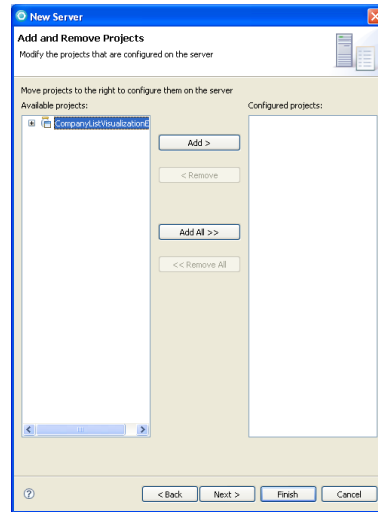 New Server
Add and Remove Projects
Modify the projects that are configured on the server
Move projects to the right to configure them on the server
Available projects:
Configured projects:
CompanyListVisualizationE
Add >
< Remove
Add All >>
<< Remove All
?
< Back
Next >
Finish
Cancel